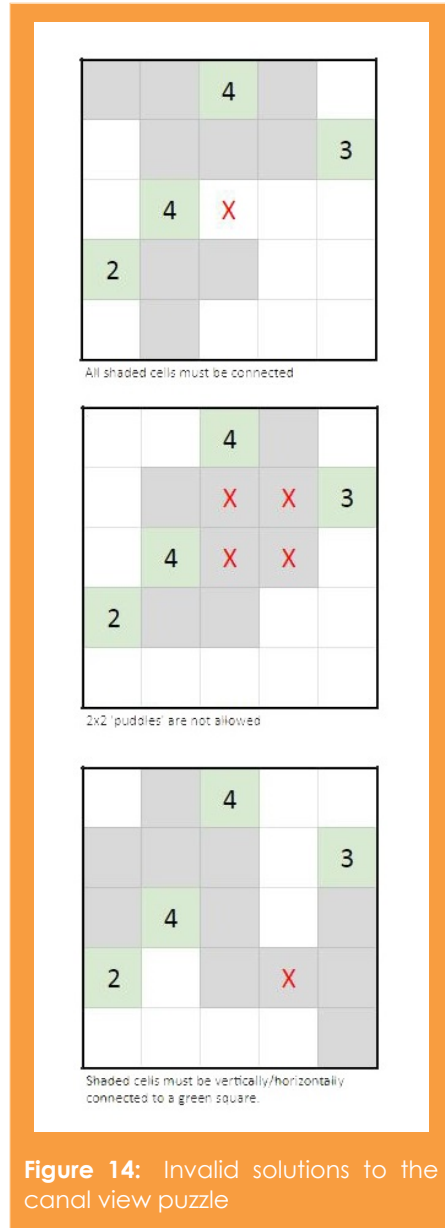 4
3
4 X
2
All shaded cells must be connected
4
X X 3
4 X X
2
2x2 'puddles' are not allowed
4
3
4
2 X
Shaded cells must be vertically/horizontally
connected to a green square.
Figure 14: Invalid solutions to the
canal view puzzle